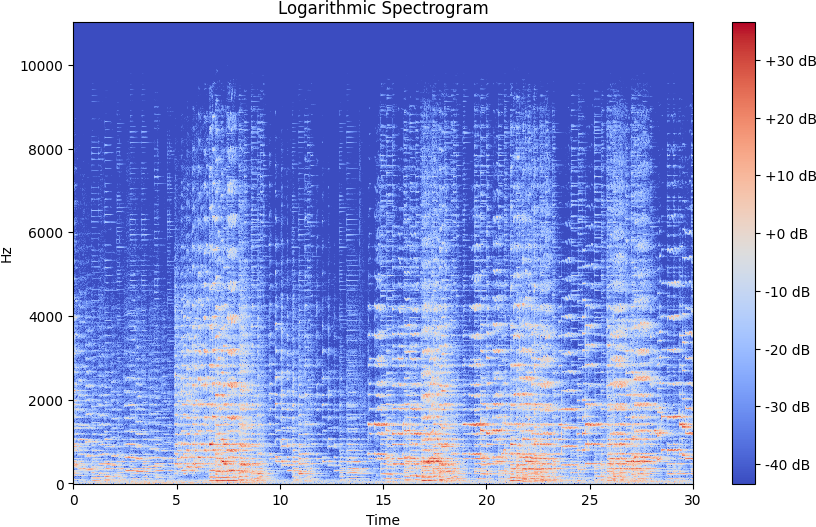 Logarithmic Spectrogram
Hz
10000
8000
6000
4000
2000
0
0 5 10 15 20 25 30
Time
+30 dB
+20 dB
+10 dB
+0 dB
-10 dB
-20 dB
-30 dB
-40 dB